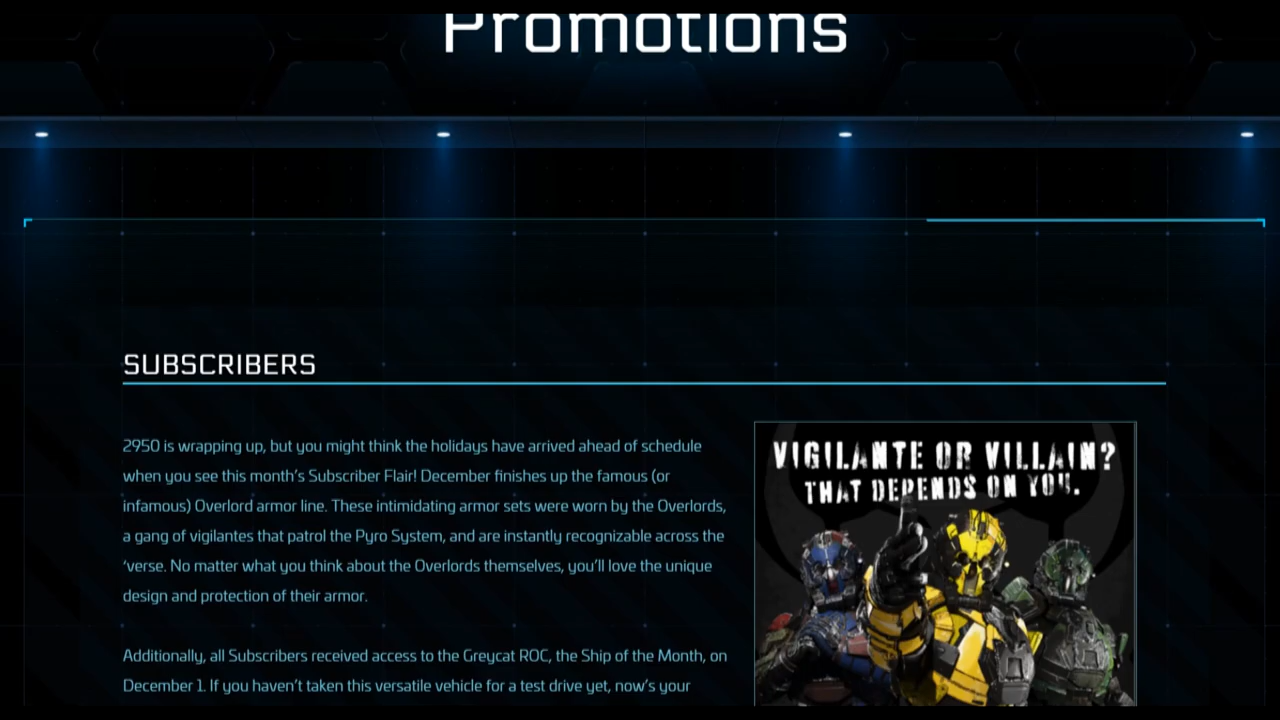 Promotions
SUBSCRIBERS
2950 is wrapping up, but you might think the holidays have arrived ahead of schedule
when you see this month's Subscriber Flair! December finishes up the famous (or
infamous) Overlord armor line. These intimidating armor sets were worn by the Overlords,
a gang of vigilantes that patrol the Pyro System, and are instantly recognizable across the
'verse. No matter what you think about the Overlords themselves, you'll love the unique
design and protection of their armor.
Additionally, all Subscribers received access to the Greycat ROC, the Ship of the Month, on
December 1. If you haven't taken this versatile vehicle for a test drive yet, now's your
VIGILANTE OR VILLAIN?
THAT DEPENDS ON YOU.